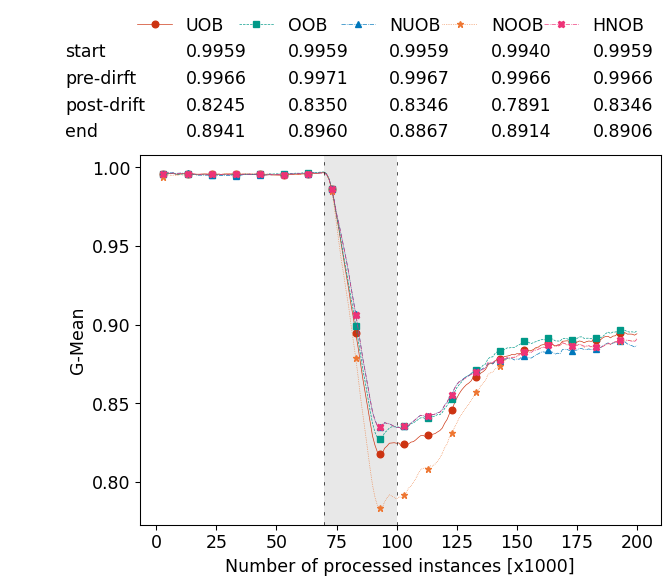 UOB OOB NUOB NOOB HNOB
start 0.9959 0.9959 0.9959 0.9940 0.9959
pre-dirft 0.9966 0.9971 0.9967 0.9966 0.9966
post-drift 0.8245 0.8350 0.8346 0.7891 0.8346
end 0.8941 0.8960 0.8867 0.8914 0.8906
1.00
0.95
0.90
0.85
0.80
G-Mean
0 25 50 75 100 125 150 175 200
Number of processed instances [x1000]